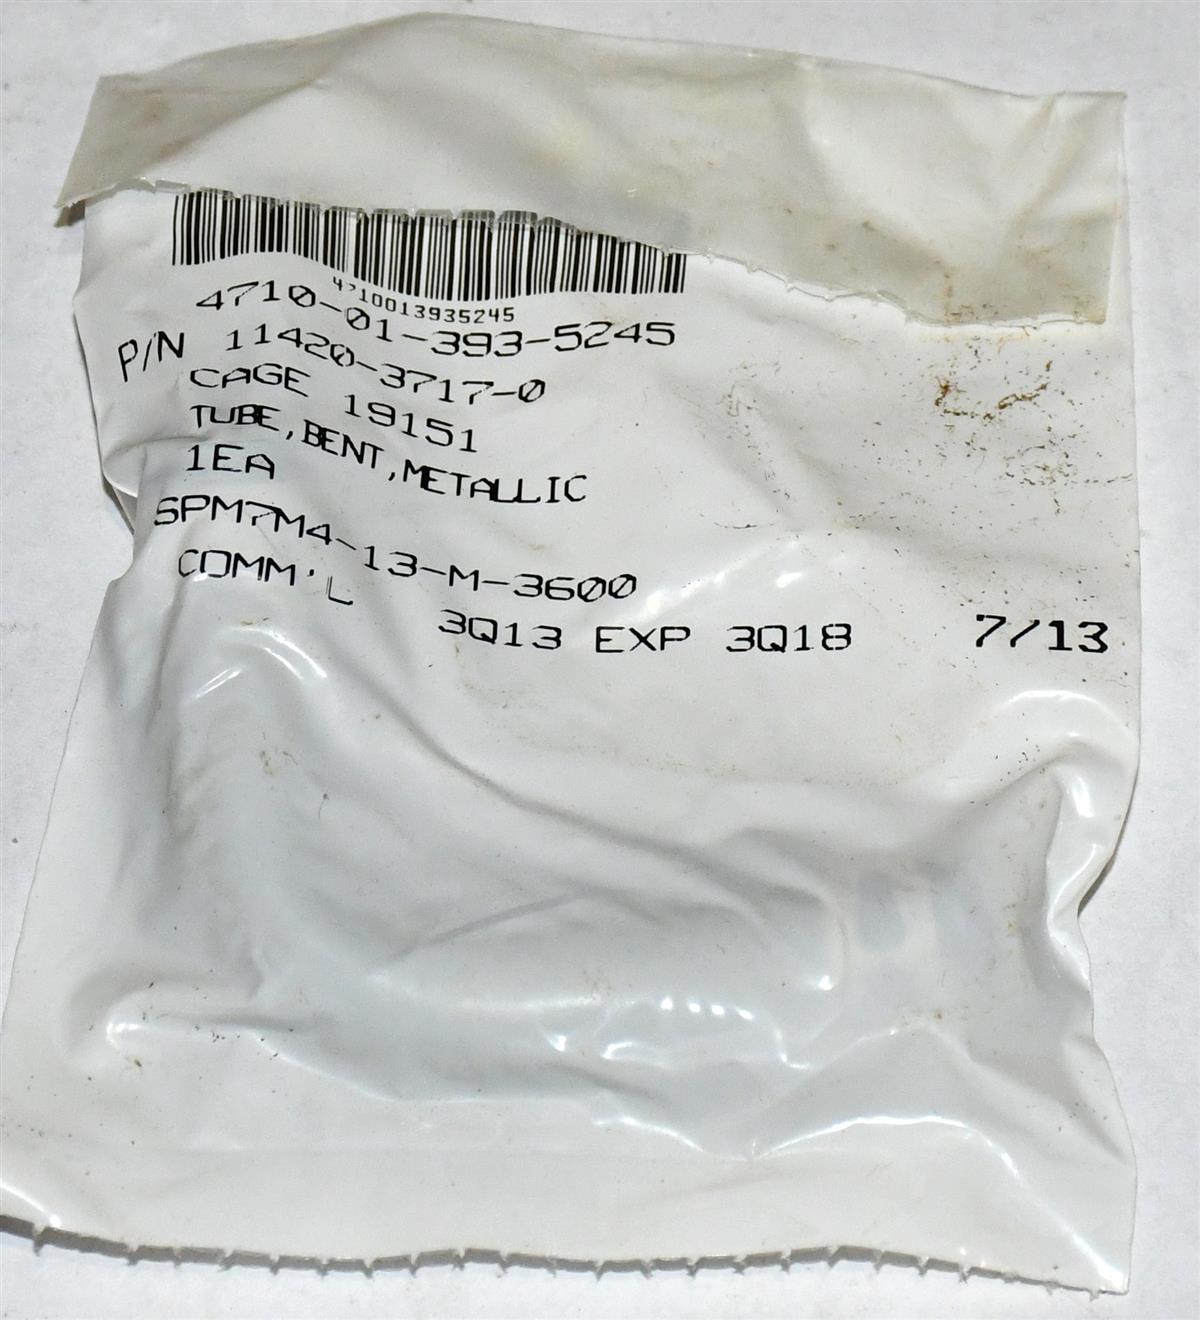 4710013935245
4710-01-393-5245
P/N 11420-3717-0
CAGE 19151
TUBE,BENT,METALLIC
1EA
SPM7M4-13-M-3600
COMM'L 3Q13 EXP 3Q18 7/13